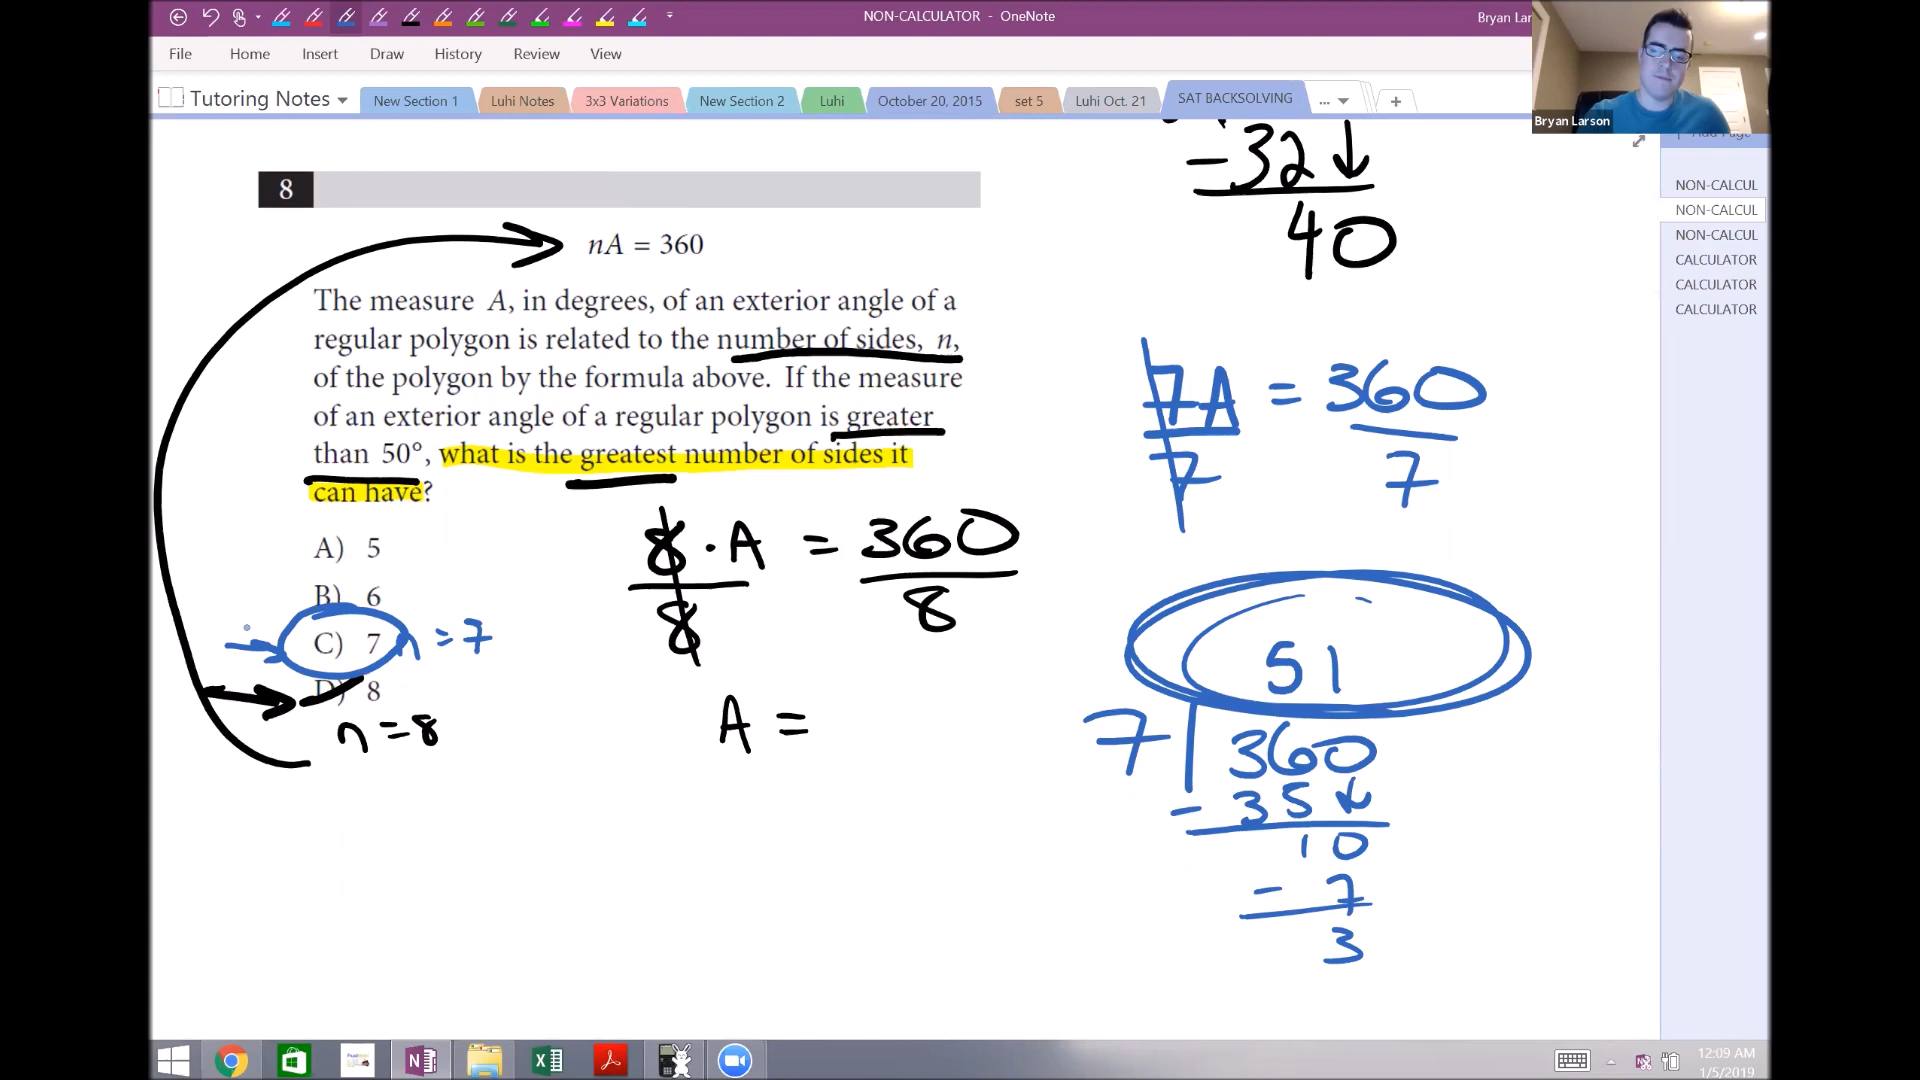 NON-CALCULATOR - OneNote
Bryan Lar
File Home Insert Draw History Review View
Tutoring Notes New Section 1 Luhi Notes 3x3 Variations New Section 2 Luhi October 20, 2015 set 5 Luhi Oct. 21 SAT BACKSOLVING ... +
Bryan Larson
Add Page
NON-CALCUL
NON-CALCUL
NON-CALCUL
CALCULATOR
CALCULATOR
CALCULATOR
8
nA = 360
The measure A, in degrees, of an exterior angle of a
regular polygon is related to the number of sides, n,
of the polygon by the formula above. If the measure
of an exterior angle of a regular polygon is greater
than 50°, what is the greatest number of sides it
can have?
A) 5
B) 6
C) 7 n = 7
D) 8
n = 8
8 · A = 360
8 8
A =
- 32
40
7A = 360
7 7
51
7 360
- 35
10
- 7
3
12:09 AM
1/5/2019